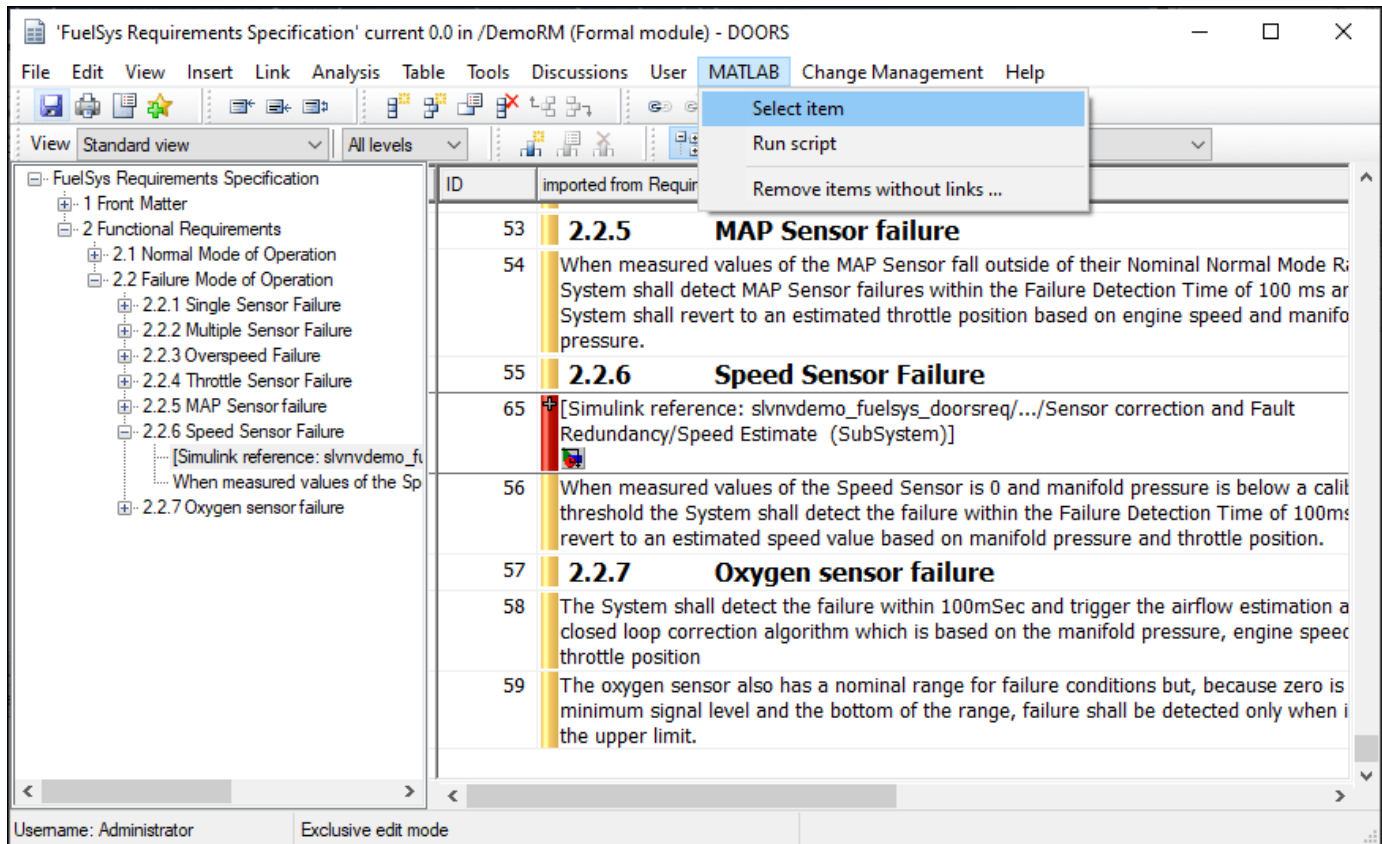 'FuelSys Requirements Specification' current 0.0 in /DemoRM (Formal module) - DOORS
File Edit View Insert Link Analysis Table Tools Discussions User MATLAB Change Management Help
Select item
Run script
Remove items without links ...
View Standard view All levels
FuelSys Requirements Specification
1 Front Matter
2 Functional Requirements
2.1 Normal Mode of Operation
2.2 Failure Mode of Operation
2.2.1 Single Sensor Failure
2.2.2 Multiple Sensor Failure
2.2.3 Overspeed Failure
2.2.4 Throttle Sensor Failure
2.2.5 MAP Sensor failure
2.2.6 Speed Sensor Failure
[Simulink reference: slvnvdemo_fu
When measured values of the Sp
2.2.7 Oxygen sensor failure
ID imported from Requir
53 2.2.5 MAP Sensor failure
54 When measured values of the MAP Sensor fall outside of their Nominal Normal Mode Ra
System shall detect MAP Sensor failures within the Failure Detection Time of 100 ms an
System shall revert to an estimated throttle position based on engine speed and manifo
pressure.
55 2.2.6 Speed Sensor Failure
65 [Simulink reference: slvnvdemo_fuelsys_doorsreq/.../Sensor correction and Fault
Redundancy/Speed Estimate (SubSystem)]
56 When measured values of the Speed Sensor is 0 and manifold pressure is below a calib
threshold the System shall detect the failure within the Failure Detection Time of 100ms
revert to an estimated speed value based on manifold pressure and throttle position.
57 2.2.7 Oxygen sensor failure
58 The System shall detect the failure within 100mSec and trigger the airflow estimation a
closed loop correction algorithm which is based on the manifold pressure, engine speed
throttle position
59 The oxygen sensor also has a nominal range for failure conditions but, because zero is
minimum signal level and the bottom of the range, failure shall be detected only when i
the upper limit.
Username: Administrator Exclusive edit mode